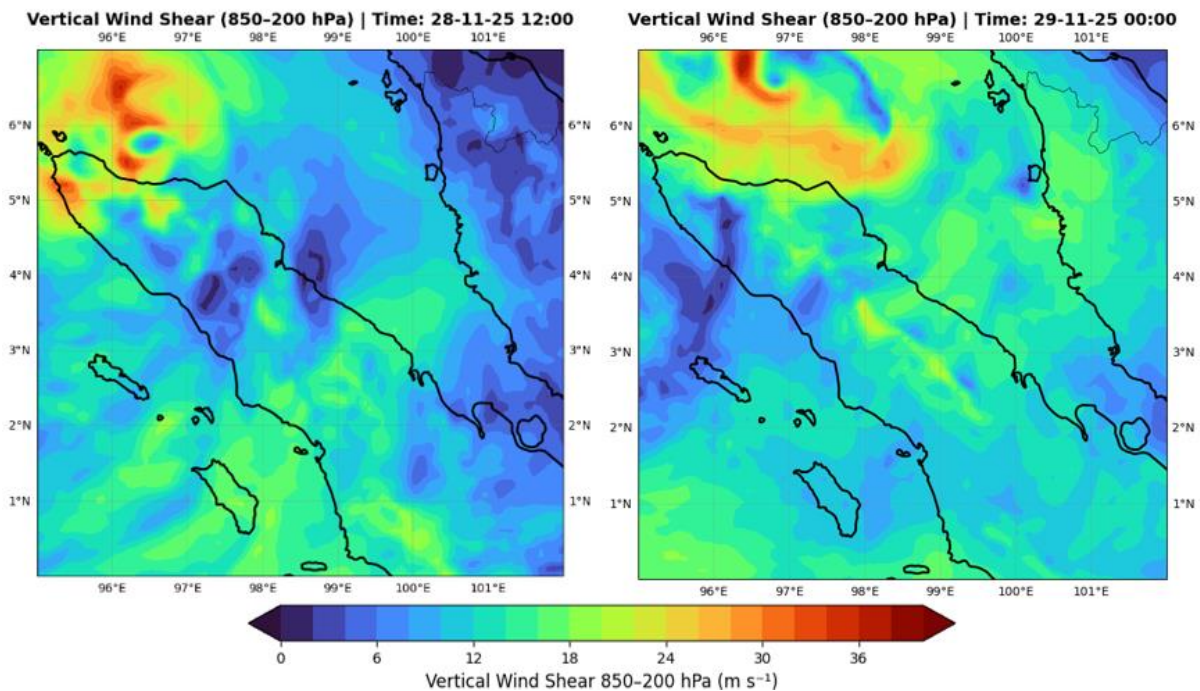 Vertical Wind Shear (850–200 hPa) | Time: 28-11-25 12:00
96°E 97°E 98°E 99°E 100°E 101°E
6°N
5°N
4°N
3°N
2°N
1°N
96°E 97°E 98°E 99°E 100°E 101°E
6°N
5°N
4°N
3°N
2°N
1°N
Vertical Wind Shear (850–200 hPa) | Time: 29-11-25 00:00
96°E 97°E 98°E 99°E 100°E 101°E
6°N
5°N
4°N
3°N
2°N
1°N
6°N
5°N
4°N
3°N
2°N
1°N
96°E 97°E 98°E 99°E 100°E 101°E
0 6 12 18 24 30 36
Vertical Wind Shear 850–200 hPa (m s⁻¹)